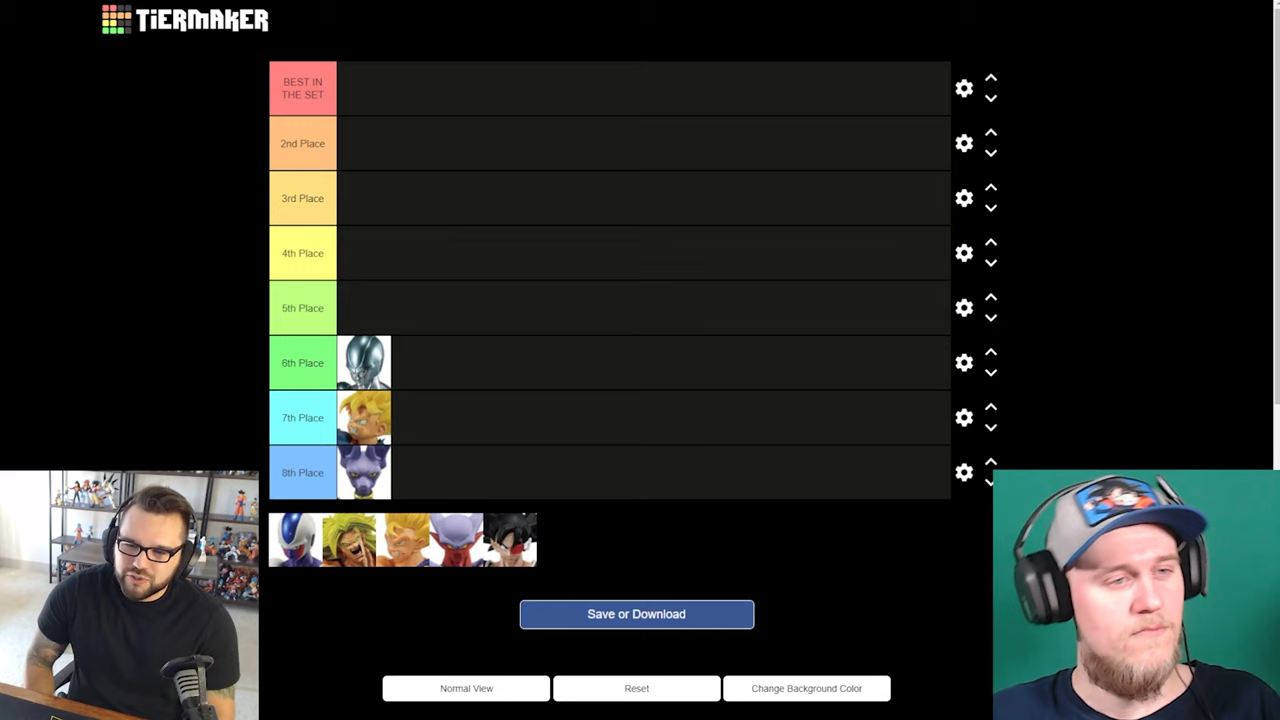 TiERMAKER
BEST IN
THE SET
2nd Place
3rd Place
4th Place
5th Place
6th Place
7th Place
8th Place
Save or Download
Normal View
Reset
Change Background Color